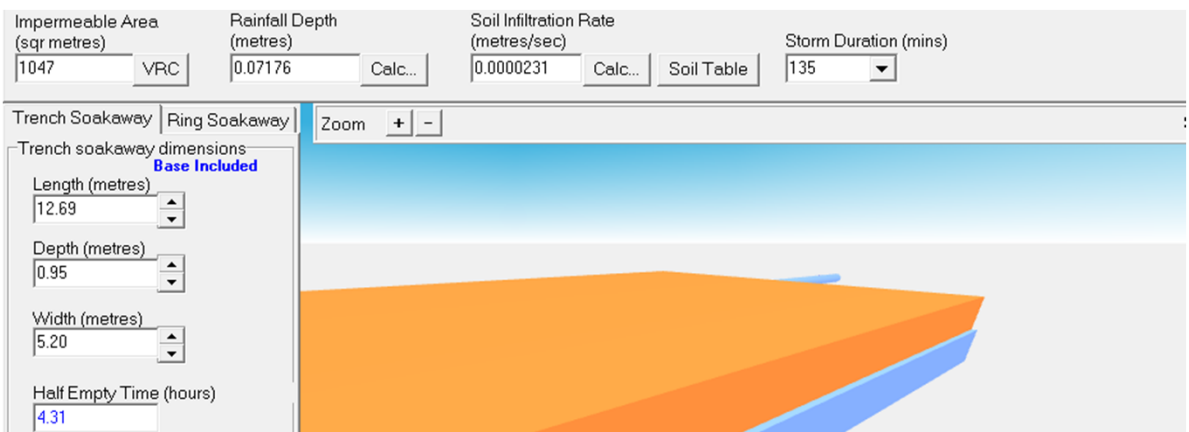 Impermeable Area
(sqr metres)
1047
VRC
Rainfall Depth
(metres)
0.07176
Calc...
Soil Infiltration Rate
(metres/sec)
0.0000231
Calc...
Soil Table
Storm Duration (mins)
135
Trench Soakaway
Ring Soakaway
Zoom
+
-
Trench soakaway dimensions
Base Included
Length (metres)
12.69
Depth (metres)
0.95
Width (metres)
5.20
Half Empty Time (hours)
4.31